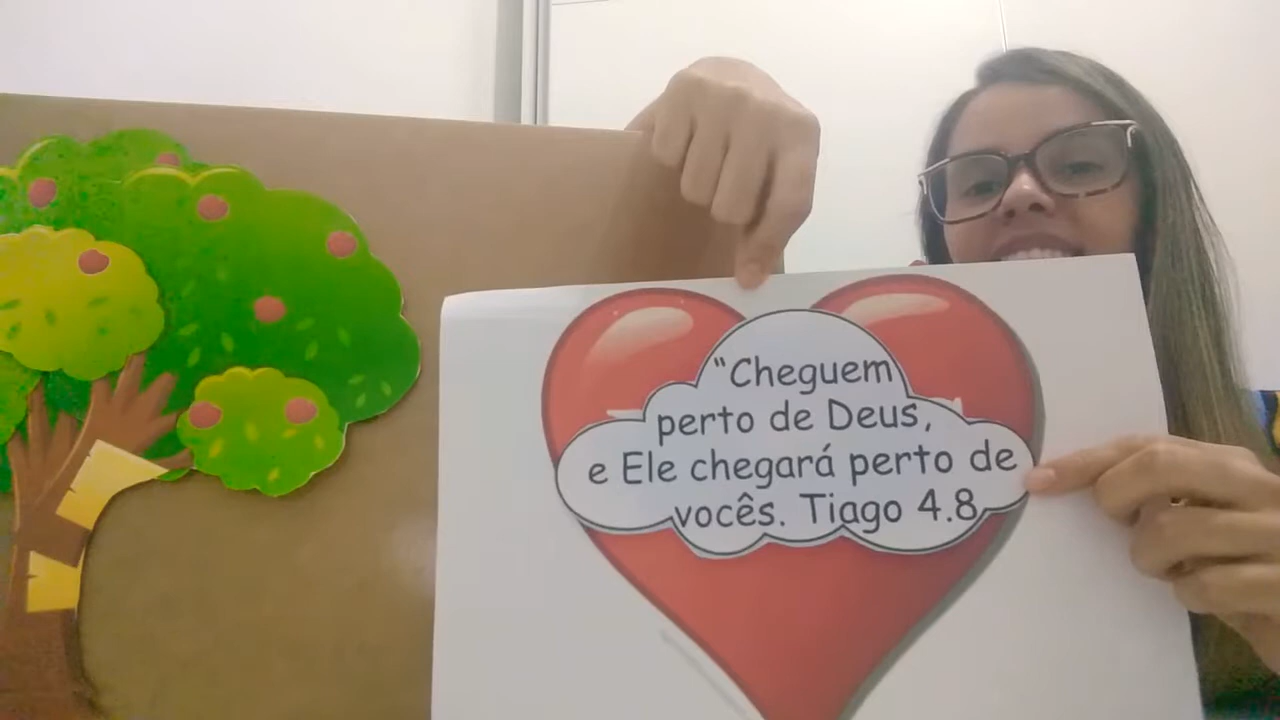 “Cheguem
perto de Deus,
e Ele chegará perto de
vocês. Tiago 4.8